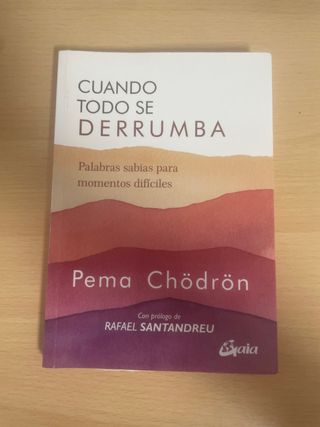 CUANDO
TODO SE
DERRUMBA
Palabras sabias para
momentos difíciles
Pema Chödrön
Con prólogo de
RAFAEL SANTANDREU
Gaia